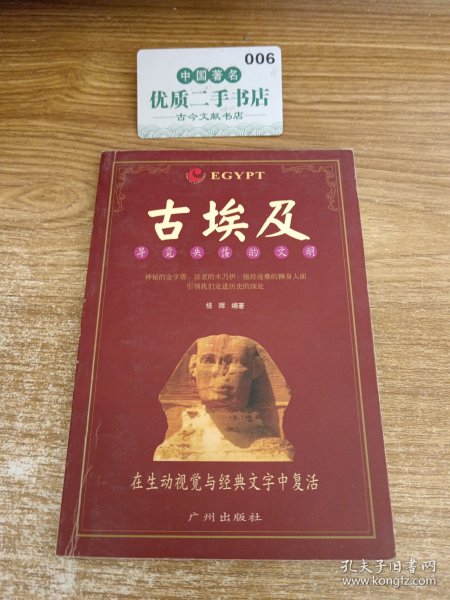 006
中国著名
优质二手书店
古今文献书店
EGYPT
古埃及
寻觅失落的文明
神秘的金字塔,法老的木乃伊,饱经沧桑的狮身人面
引领我们走进历史的深处
杨晖 编著
在生动视觉与经典文字中复活
广州出版社
孔夫子旧书网
www.kongfz.com